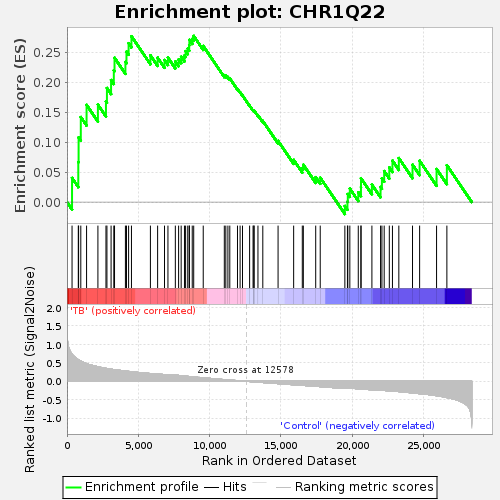 Enrichment plot: CHR1Q22
Enrichment score (ES)
0.25
0.20
0.15
0.10
0.05
0.00
'TB' (positively correlated)
Ranked list metric (Signal2Noise)
2.0
1.5
1.0
0.5
0.0
-0.5
-1.0
Zero cross at 12578
'Control' (negatively correlated)
0
5,000
10,000
15,000
20,000
25,000
Rank in Ordered Dataset
Enrichment profile
Hits
Ranking metric scores